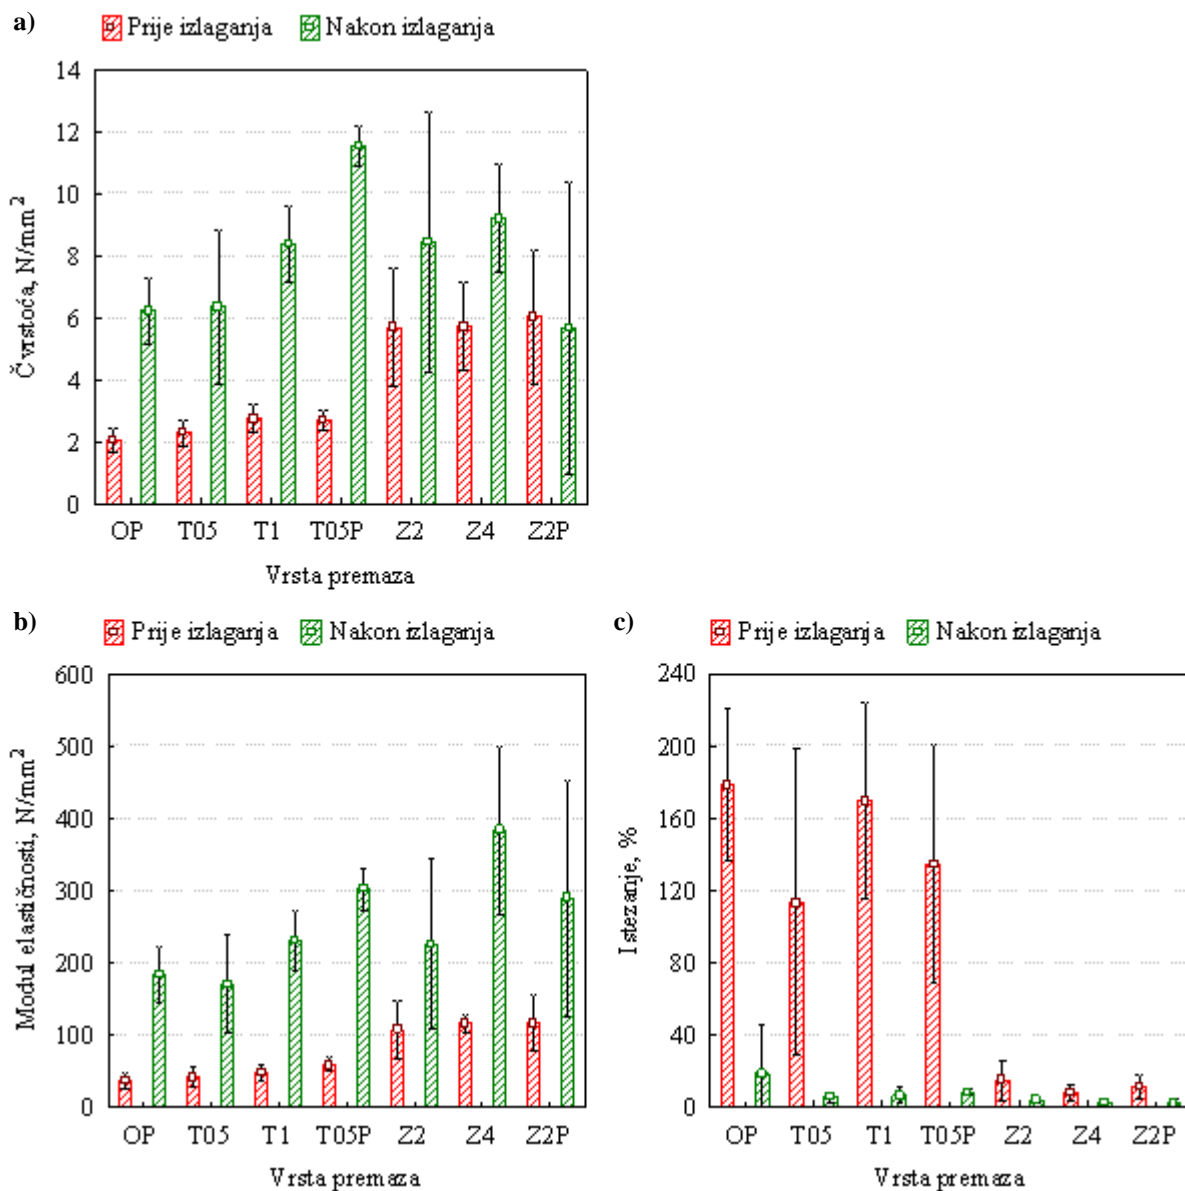 a)
Prije izlaganja Nakon izlaganja
14
12
10
8
6
4
2
0
Čvrstoća, N/mm²
OP T05 T1 T05P Z2 Z4 Z2P
Vrsta premaza
b)
Prije izlaganja Nakon izlaganja
600
500
400
300
200
100
0
Modul elastičnosti, N/mm²
OP T05 T1 T05P Z2 Z4 Z2P
Vrsta premaza
c)
Prije izlaganja Nakon izlaganja
240
200
160
120
80
40
0
Istezanje, %
OP T05 T1 T05P Z2 Z4 Z2P
Vrsta premaza